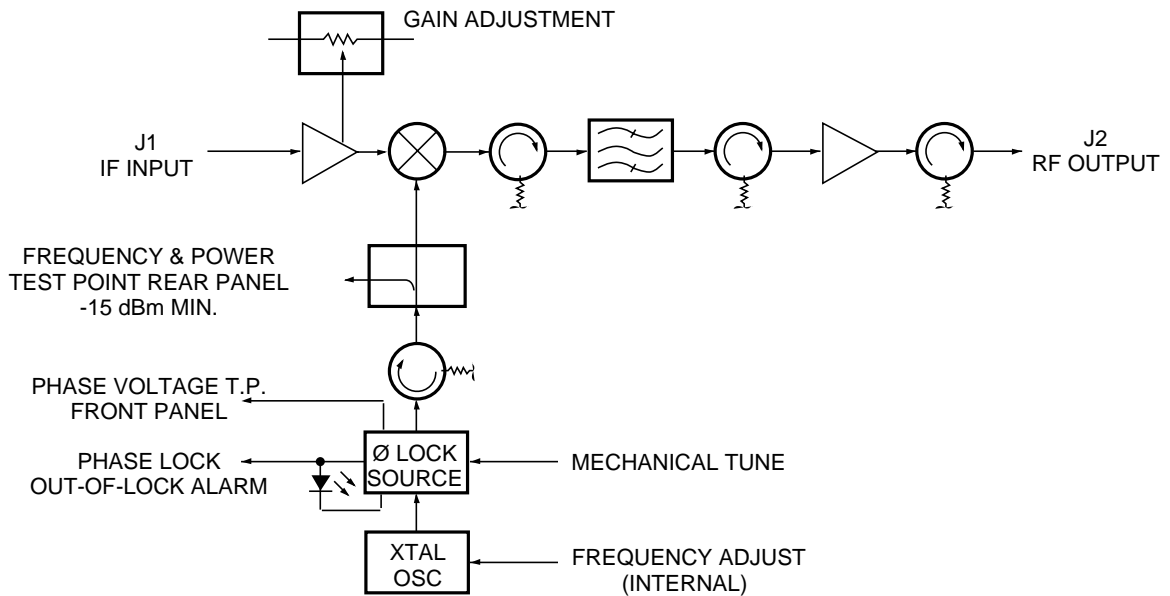 GAIN ADJUSTMENT
J1
IF INPUT
J2
RF OUTPUT
FREQUENCY & POWER
TEST POINT REAR PANEL
-15 dBm MIN.
PHASE VOLTAGE T.P.
FRONT PANEL
PHASE LOCK
OUT-OF-LOCK ALARM
Ø LOCK
SOURCE
MECHANICAL TUNE
XTAL
OSC
FREQUENCY ADJUST
(INTERNAL)